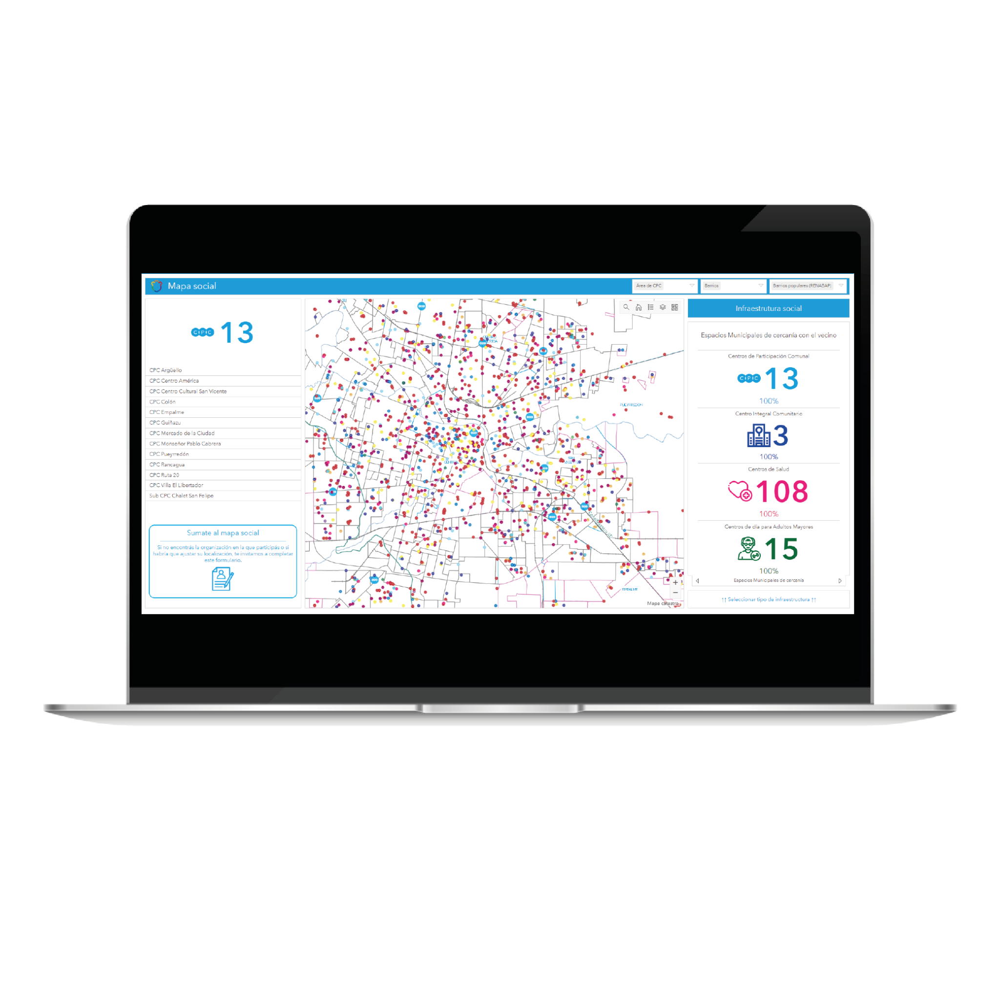 Mapa social
Área de CPC
Barrios
Barrios populares (RENABAP)
CPC 13
CPC Argüello
CPC Centro América
CPC Centro Cultural San Vicente
CPC Colón
CPC Empalme
CPC Guiñazu
CPC Mercado de la Ciudad
CPC Monseñor Pablo Cabrera
CPC Pueyrredón
CPC Rancagua
CPC Ruta 20
CPC Villa El Libertador
Sub CPC Chalet San Felipe
Sumate al mapa social
Si no encontrás la organización en la que participás o si
habría que ajustar su localización, te invitamos a completar
este formulario.
PUEYRREDON
EMPALME
+
−
Mapa catastro
Infraestrutura social
Espacios Municipales de cercanía con el vecino
Centros de Participación Comunal
CPC 13
100%
Centro Integral Comunitario
3
100%
Centros de Salud
108
100%
Centros de día para Adultos Mayores
15
100%
Espacios Municipales de cercanía
↑↑ Seleccionar tipo de infraestructura ↑↑